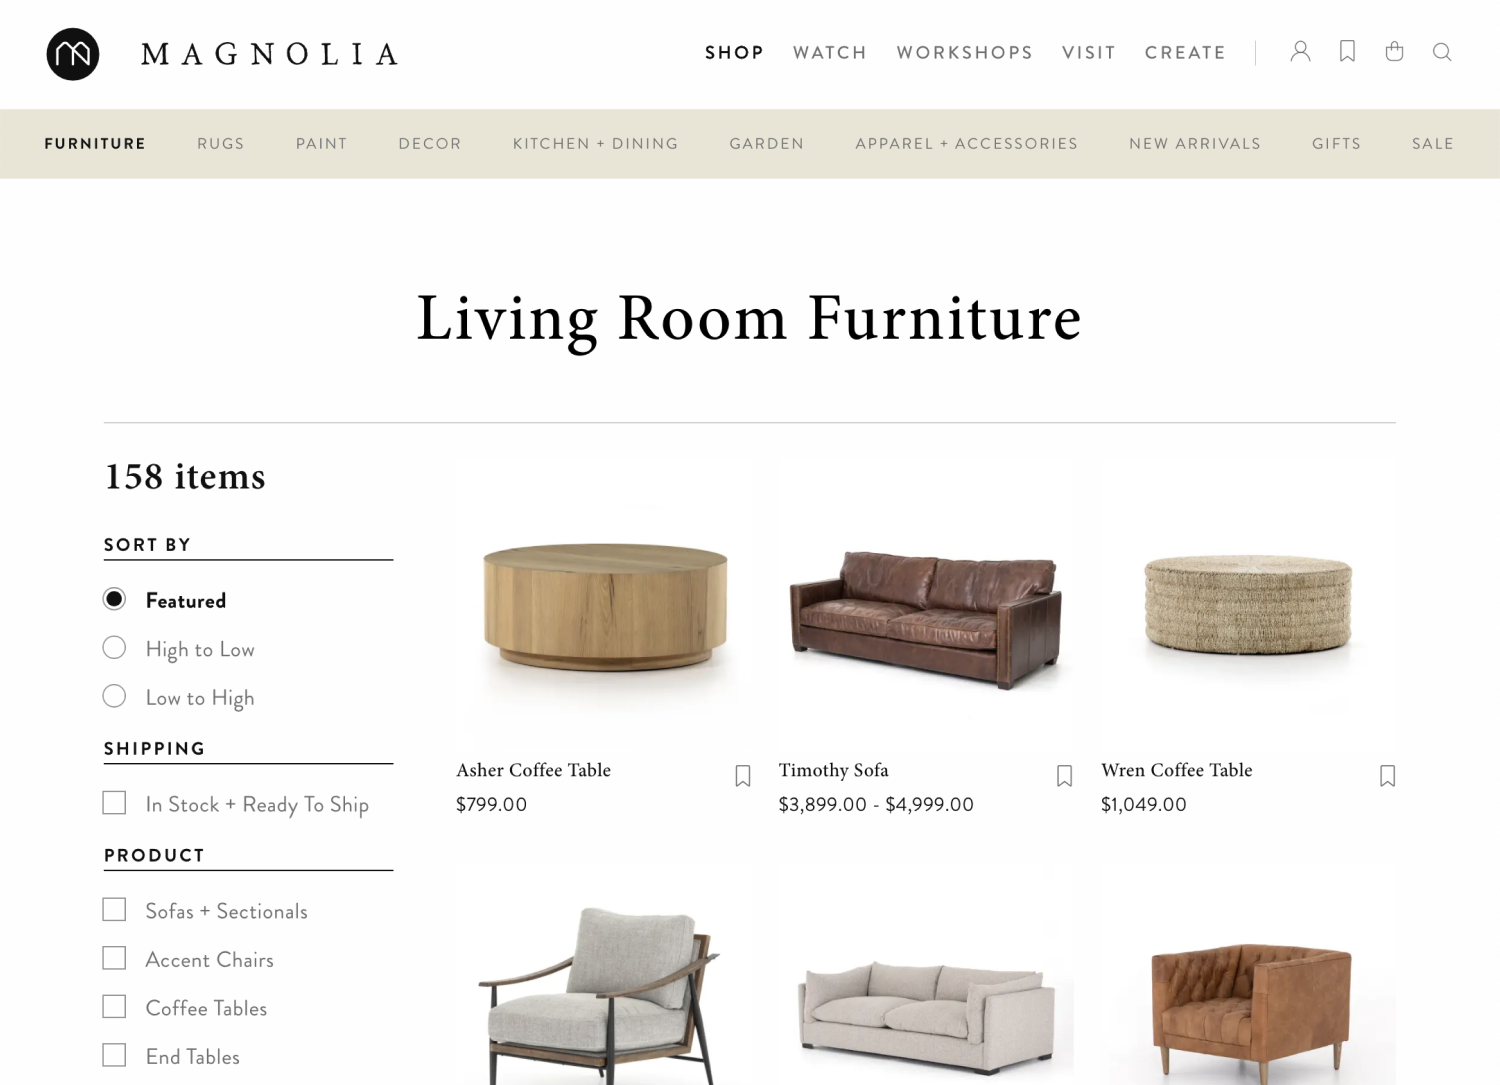 MAGNOLIA
SHOP WATCH WORKSHOPS VISIT CREATE
FURNITURE RUGS PAINT DECOR KITCHEN + DINING GARDEN APPAREL + ACCESSORIES NEW ARRIVALS GIFTS SALE
Living Room Furniture
158 items
SORT BY
Featured
High to Low
Low to High
SHIPPING
In Stock + Ready To Ship
PRODUCT
Sofas + Sectionals
Accent Chairs
Coffee Tables
End Tables
Asher Coffee Table
$799.00
Timothy Sofa
$3,899.00 - $4,999.00
Wren Coffee Table
$1,049.00